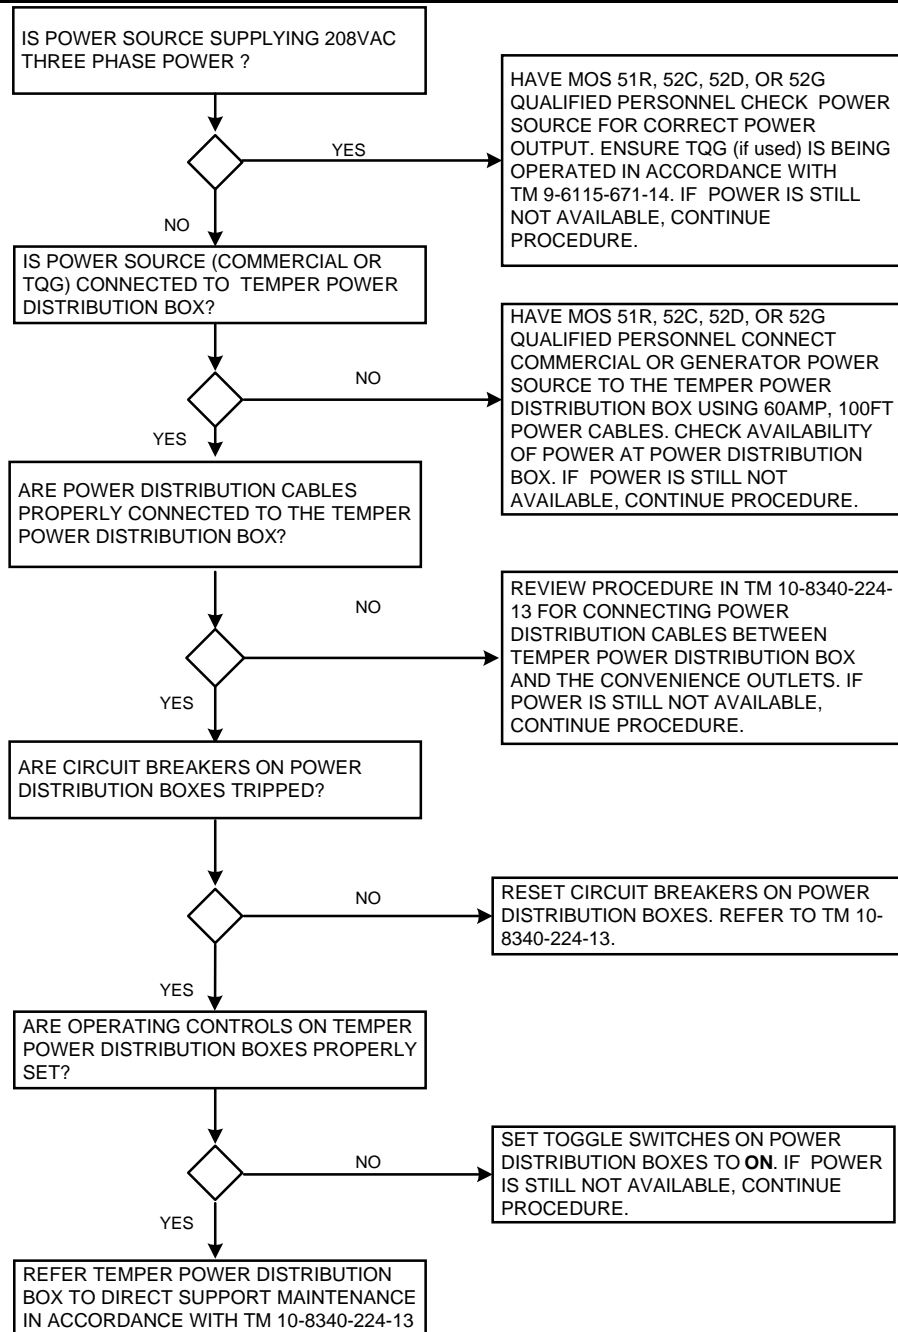 IS POWER SOURCE SUPPLYING 208VAC
THREE PHASE POWER ?
YES
HAVE MOS 51R, 52C, 52D, OR 52G
QUALIFIED PERSONNEL CHECK POWER
SOURCE FOR CORRECT POWER
OUTPUT. ENSURE TQG (if used) IS BEING
OPERATED IN ACCORDANCE WITH
TM 9-6115-671-14. IF POWER IS STILL
NOT AVAILABLE, CONTINUE
PROCEDURE.
NO
IS POWER SOURCE (COMMERCIAL OR
TQG) CONNECTED TO TEMPER POWER
DISTRIBUTION BOX?
NO
HAVE MOS 51R, 52C, 52D, OR 52G
QUALIFIED PERSONNEL CONNECT
COMMERCIAL OR GENERATOR POWER
SOURCE TO THE TEMPER POWER
DISTRIBUTION BOX USING 60AMP, 100FT
POWER CABLES. CHECK AVAILABILITY
OF POWER AT POWER DISTRIBUTION
BOX. IF POWER IS STILL NOT
AVAILABLE, CONTINUE PROCEDURE.
YES
ARE POWER DISTRIBUTION CABLES
PROPERLY CONNECTED TO THE TEMPER
POWER DISTRIBUTION BOX?
NO
REVIEW PROCEDURE IN TM 10-8340-224-
13 FOR CONNECTING POWER
DISTRIBUTION CABLES BETWEEN
TEMPER POWER DISTRIBUTION BOX
AND THE CONVENIENCE OUTLETS. IF
POWER IS STILL NOT AVAILABLE,
CONTINUE PROCEDURE.
YES
ARE CIRCUIT BREAKERS ON POWER
DISTRIBUTION BOXES TRIPPED?
NO
RESET CIRCUIT BREAKERS ON POWER
DISTRIBUTION BOXES. REFER TO TM 10-
8340-224-13.
YES
ARE OPERATING CONTROLS ON TEMPER
POWER DISTRIBUTION BOXES PROPERLY
SET?
NO
SET TOGGLE SWITCHES ON POWER
DISTRIBUTION BOXES TO ON. IF POWER
IS STILL NOT AVAILABLE, CONTINUE
PROCEDURE.
YES
REFER TEMPER POWER DISTRIBUTION
BOX TO DIRECT SUPPORT MAINTENANCE
IN ACCORDANCE WITH TM 10-8340-224-13